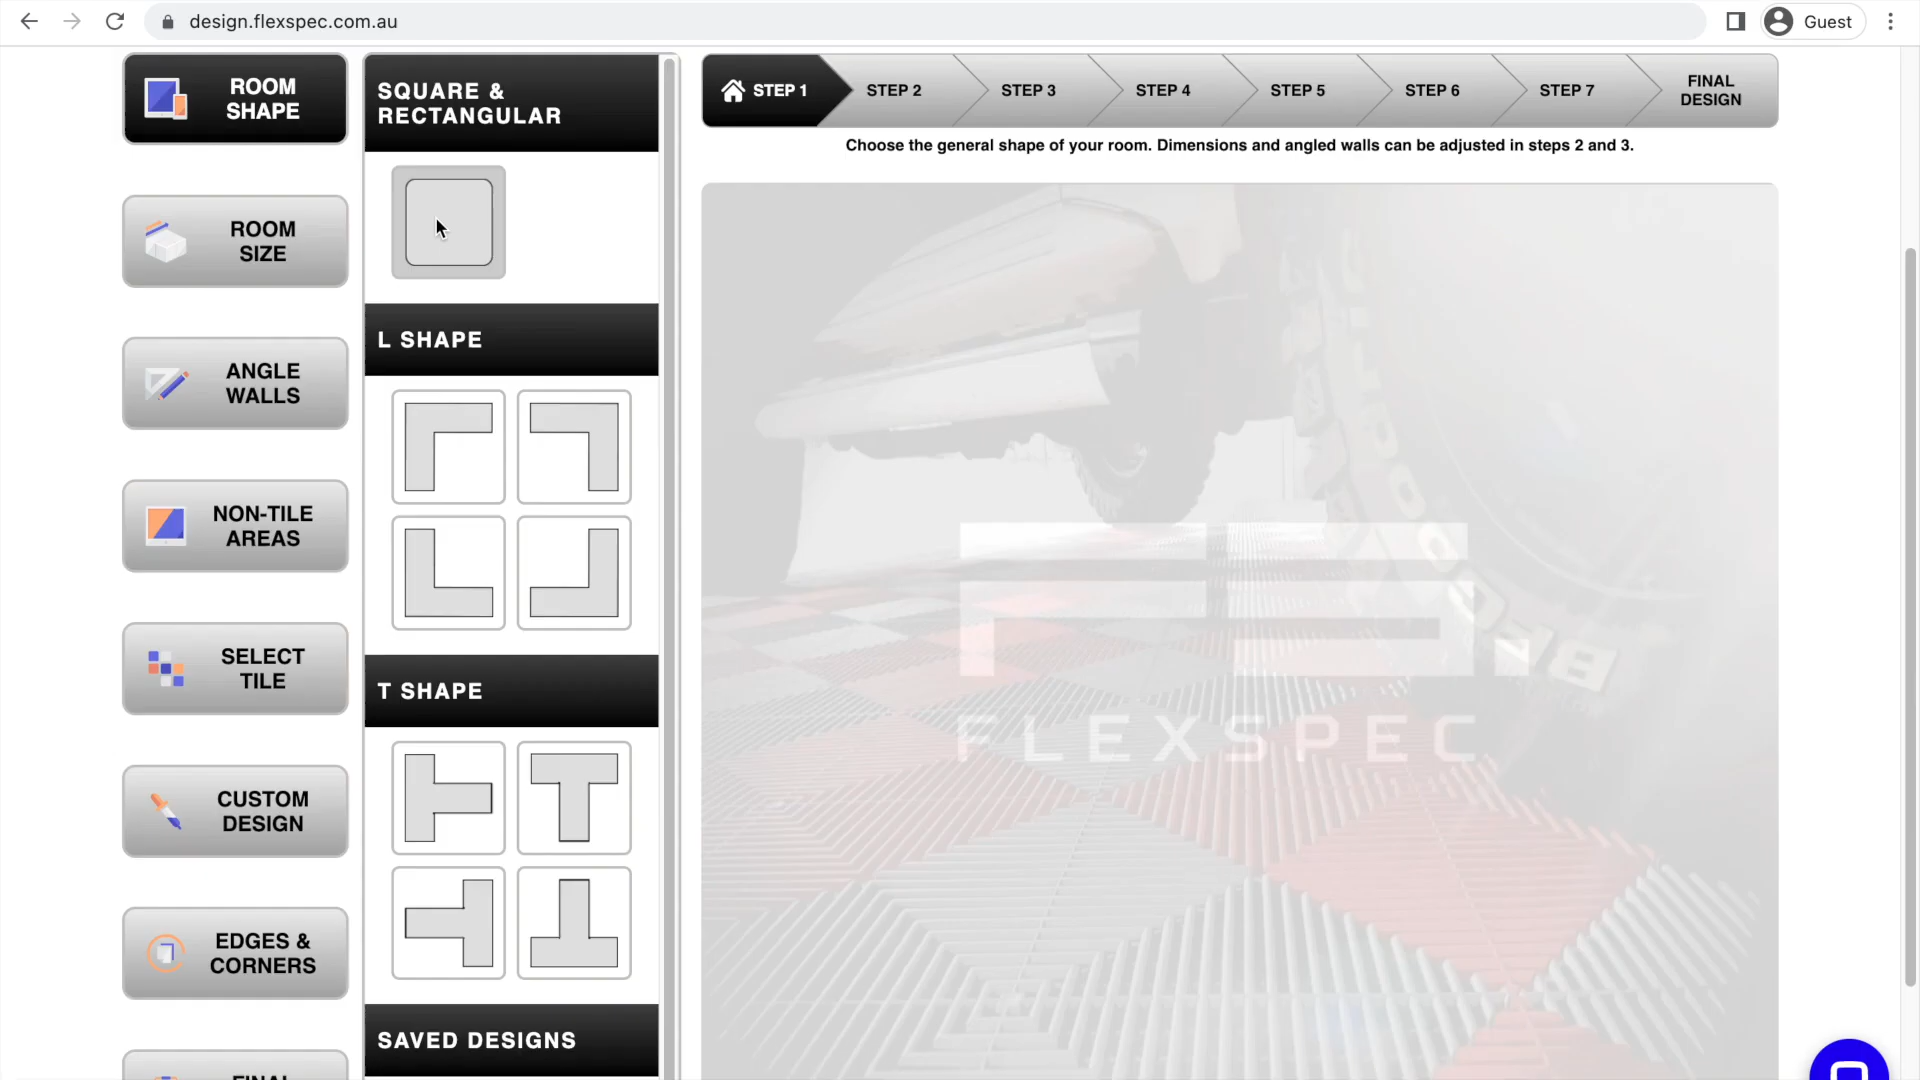 design.flexspec.com.au
Guest
ROOM
SHAPE
ROOM
SIZE
ANGLE
WALLS
NON-TILE
AREAS
SELECT
TILE
CUSTOM
DESIGN
EDGES &
CORNERS
FINAL
SQUARE &
RECTANGULAR
L SHAPE
T SHAPE
SAVED DESIGNS
STEP 1
STEP 2
STEP 3
STEP 4
STEP 5
STEP 6
STEP 7
FINAL
DESIGN
Choose the general shape of your room. Dimensions and angled walls can be adjusted in steps 2 and 3.
FLEXSPEC